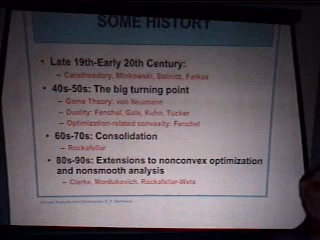 SOME HISTORY
• Late 19th-Early 20th Century:
– Caratheodory, Minkowski, Steinitz, Farkas
• 40s-50s: The big turning point
– Game Theory: von Neumann
– Duality: Fenchel, Gale, Kuhn, Tucker
– Optimization-related convexity: Fenchel
• 60s-70s: Consolidation
– Rockafellar
• 80s-90s: Extensions to nonconvex optimization
and nonsmooth analysis
– Clarke, Mordukovich, Rockafellar-Wets